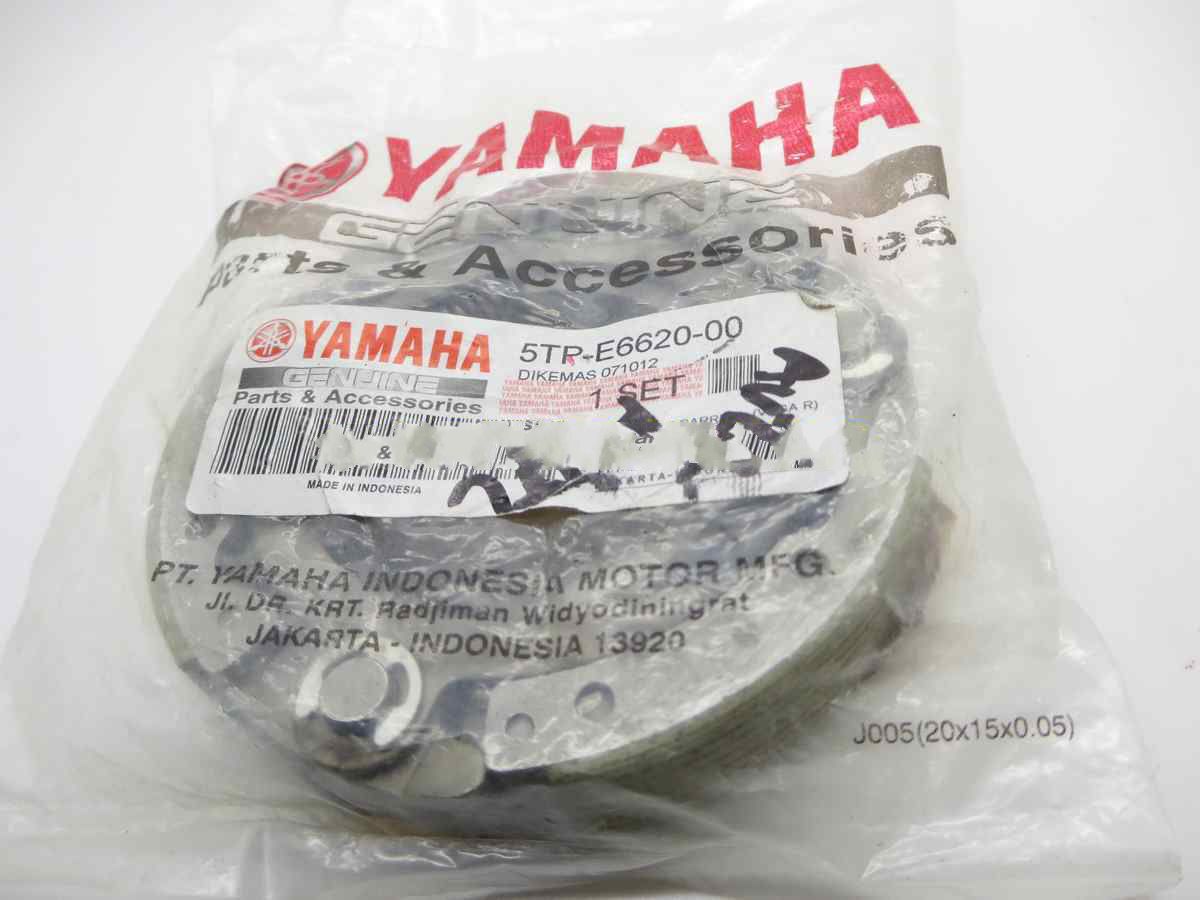 YAMAHA
GENUINE
Parts & Accessories
YAMAHA
GENUINE
Parts & Accessories
5TP-E6620-00
DIKEMAS 071012
1 SET
&
MADE IN INDONESIA
PT. YAMAHA INDONESIA MOTOR MFG.
Jl. DR. KRT. Radjiman Widyodiningrat
JAKARTA - INDONESIA 13920
J005(20x15x0.05)